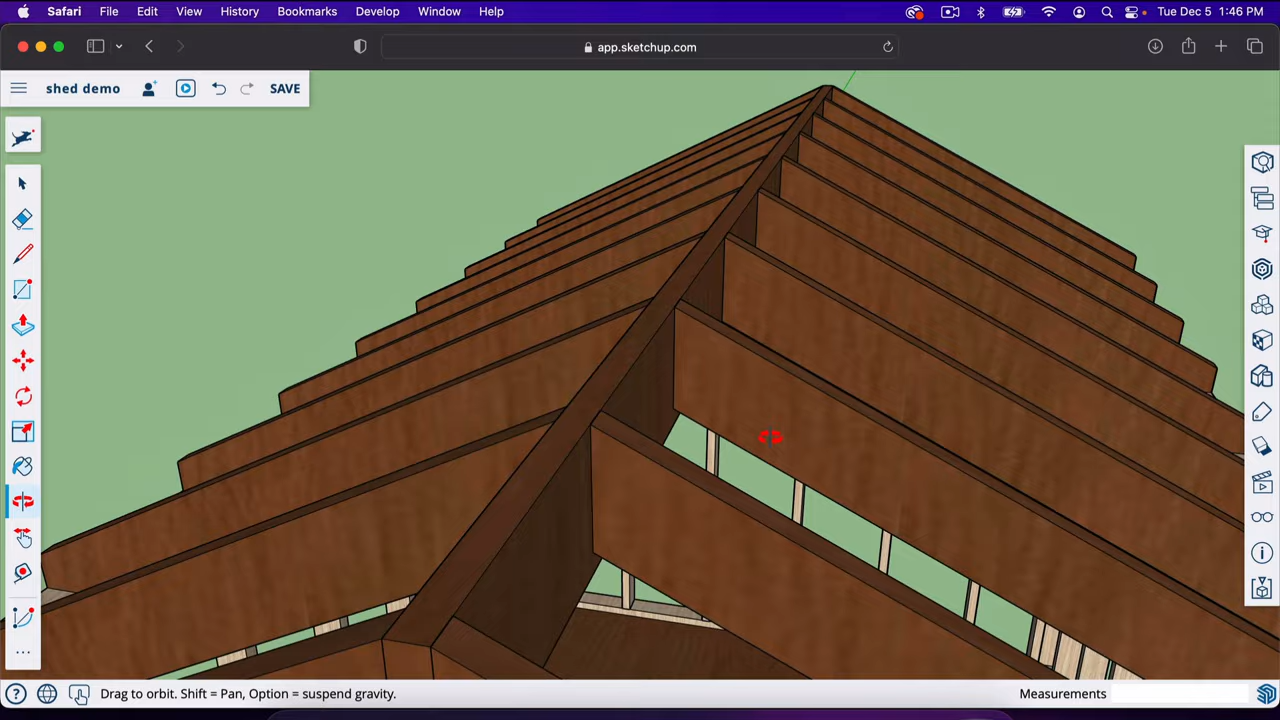 Safari File Edit View History Bookmarks Develop Window Help Tue Dec 5 1:46 PM
app.sketchup.com
shed demo SAVE
Drag to orbit. Shift = Pan, Option = suspend gravity. Measurements